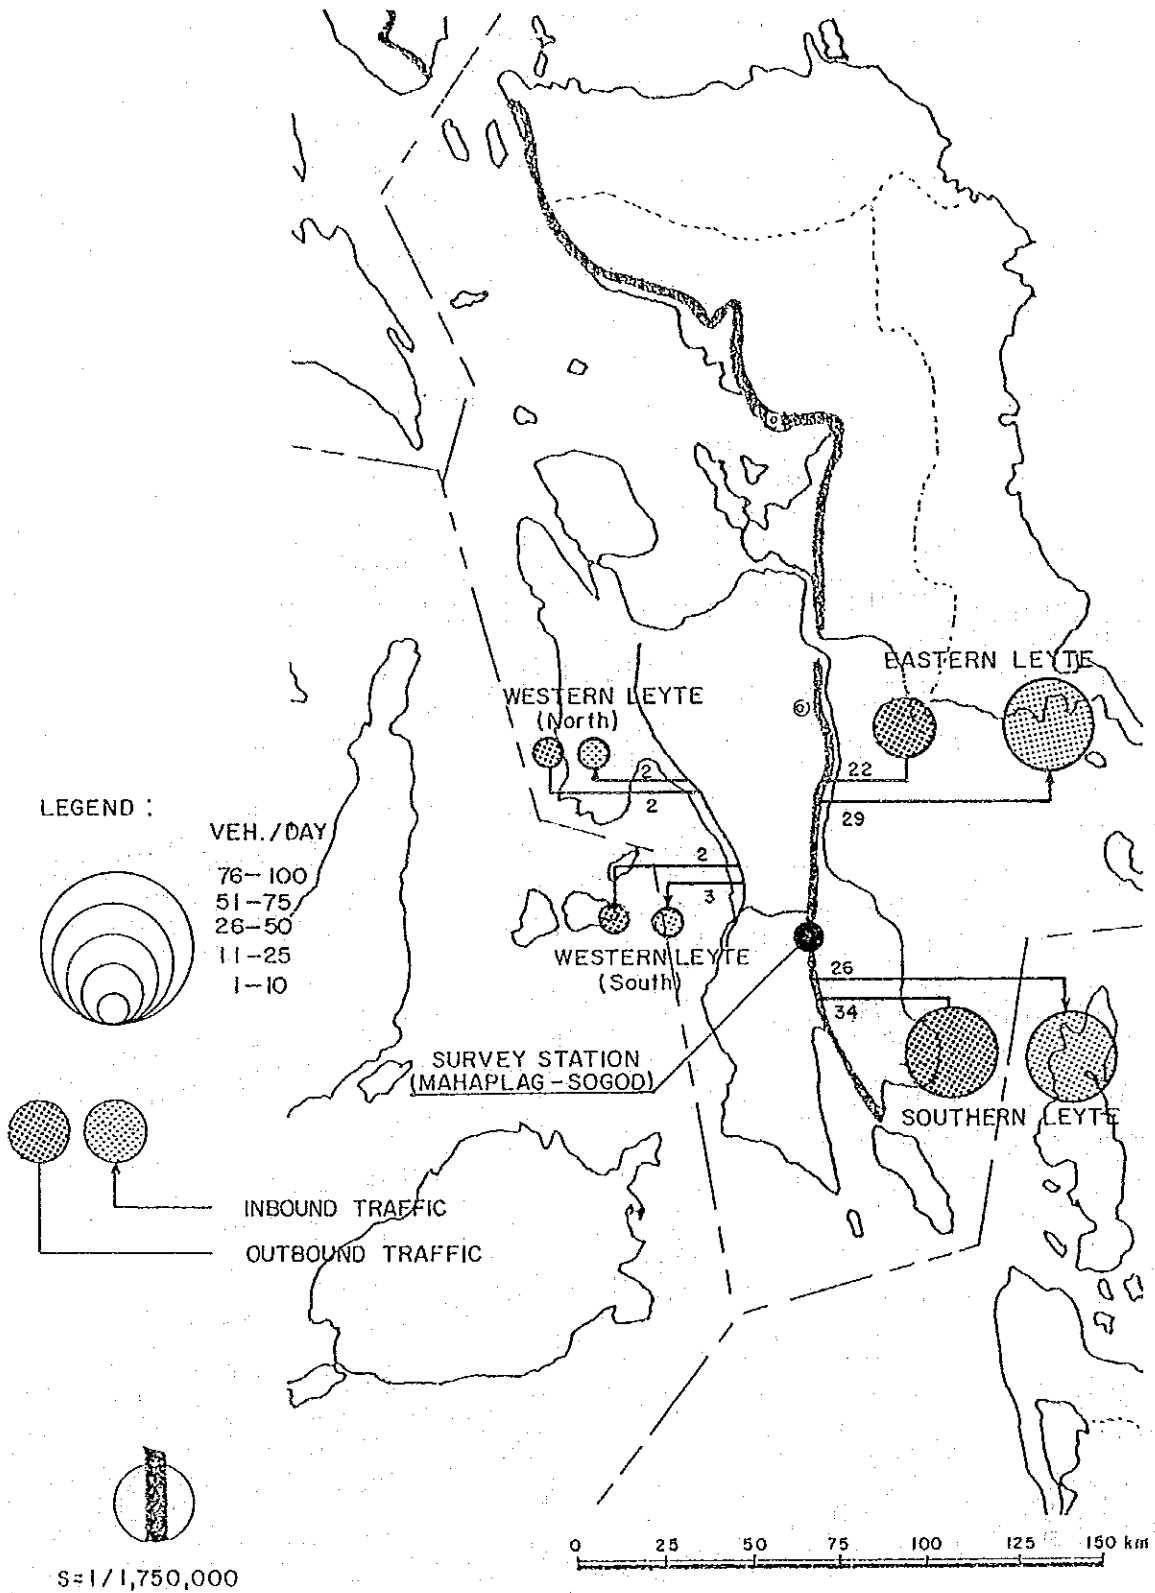 EASTERN LEYTE
WESTERN LEYTE
(North)
22
2
2
29
LEGEND :
VEH./DAY
76-100
51-75
26-50
11-25
1-10
2
3
WESTERN LEYTE
(South)
26
34
SURVEY STATION
(MAHAPLAG-SOGOD)
SOUTHERN LEYTE
INBOUND TRAFFIC
OUTBOUND TRAFFIC
0 25 50 75 100 125 150 km
S=1/1,750,000